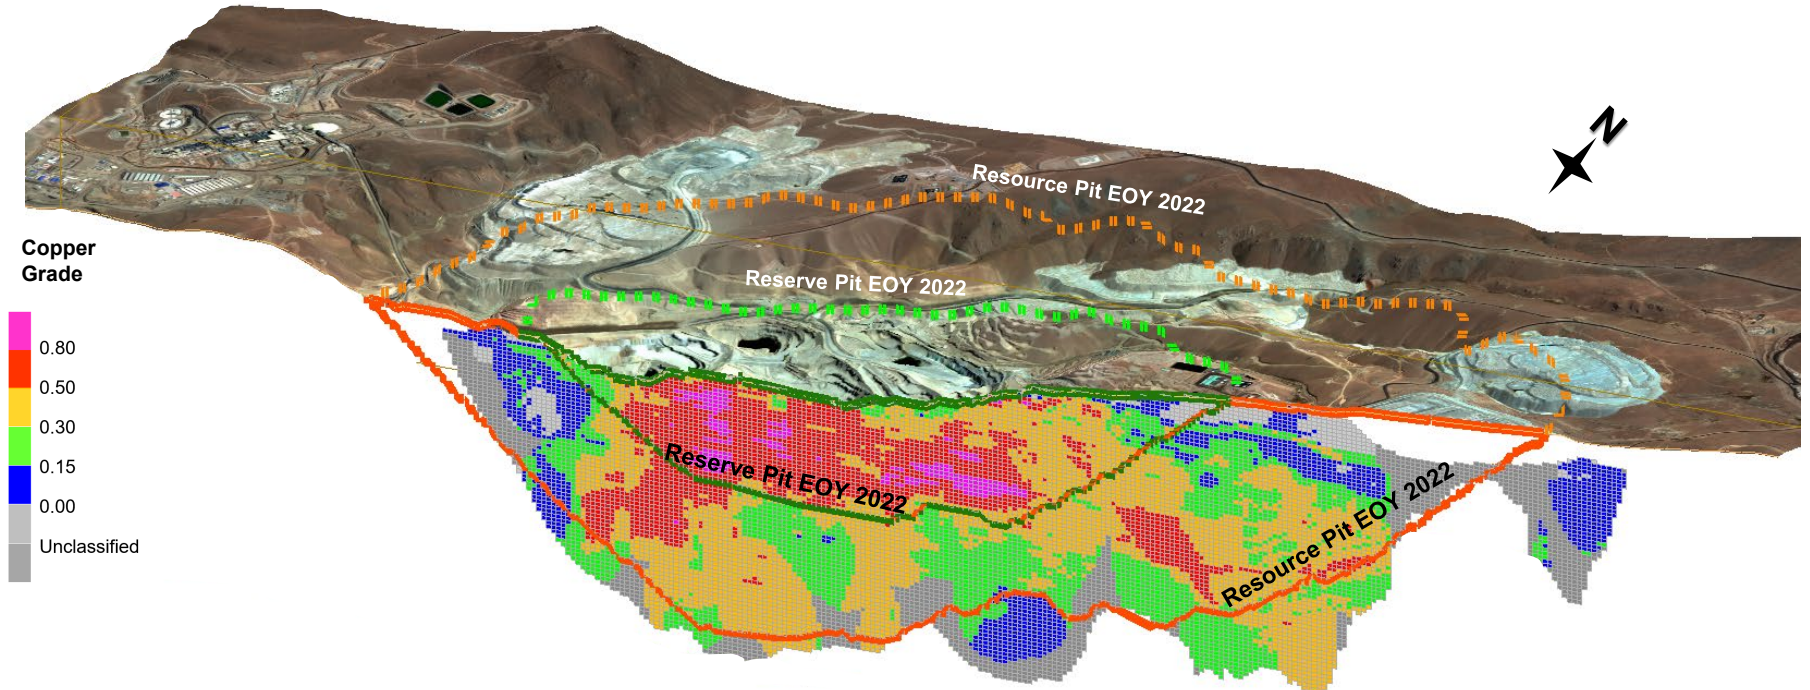 N
Resource Pit EOY 2022
Reserve Pit EOY 2022
Copper
Grade
0.80
0.50
0.30
0.15
0.00
Unclassified
Reserve Pit EOY 2022
Resource Pit EOY 2022